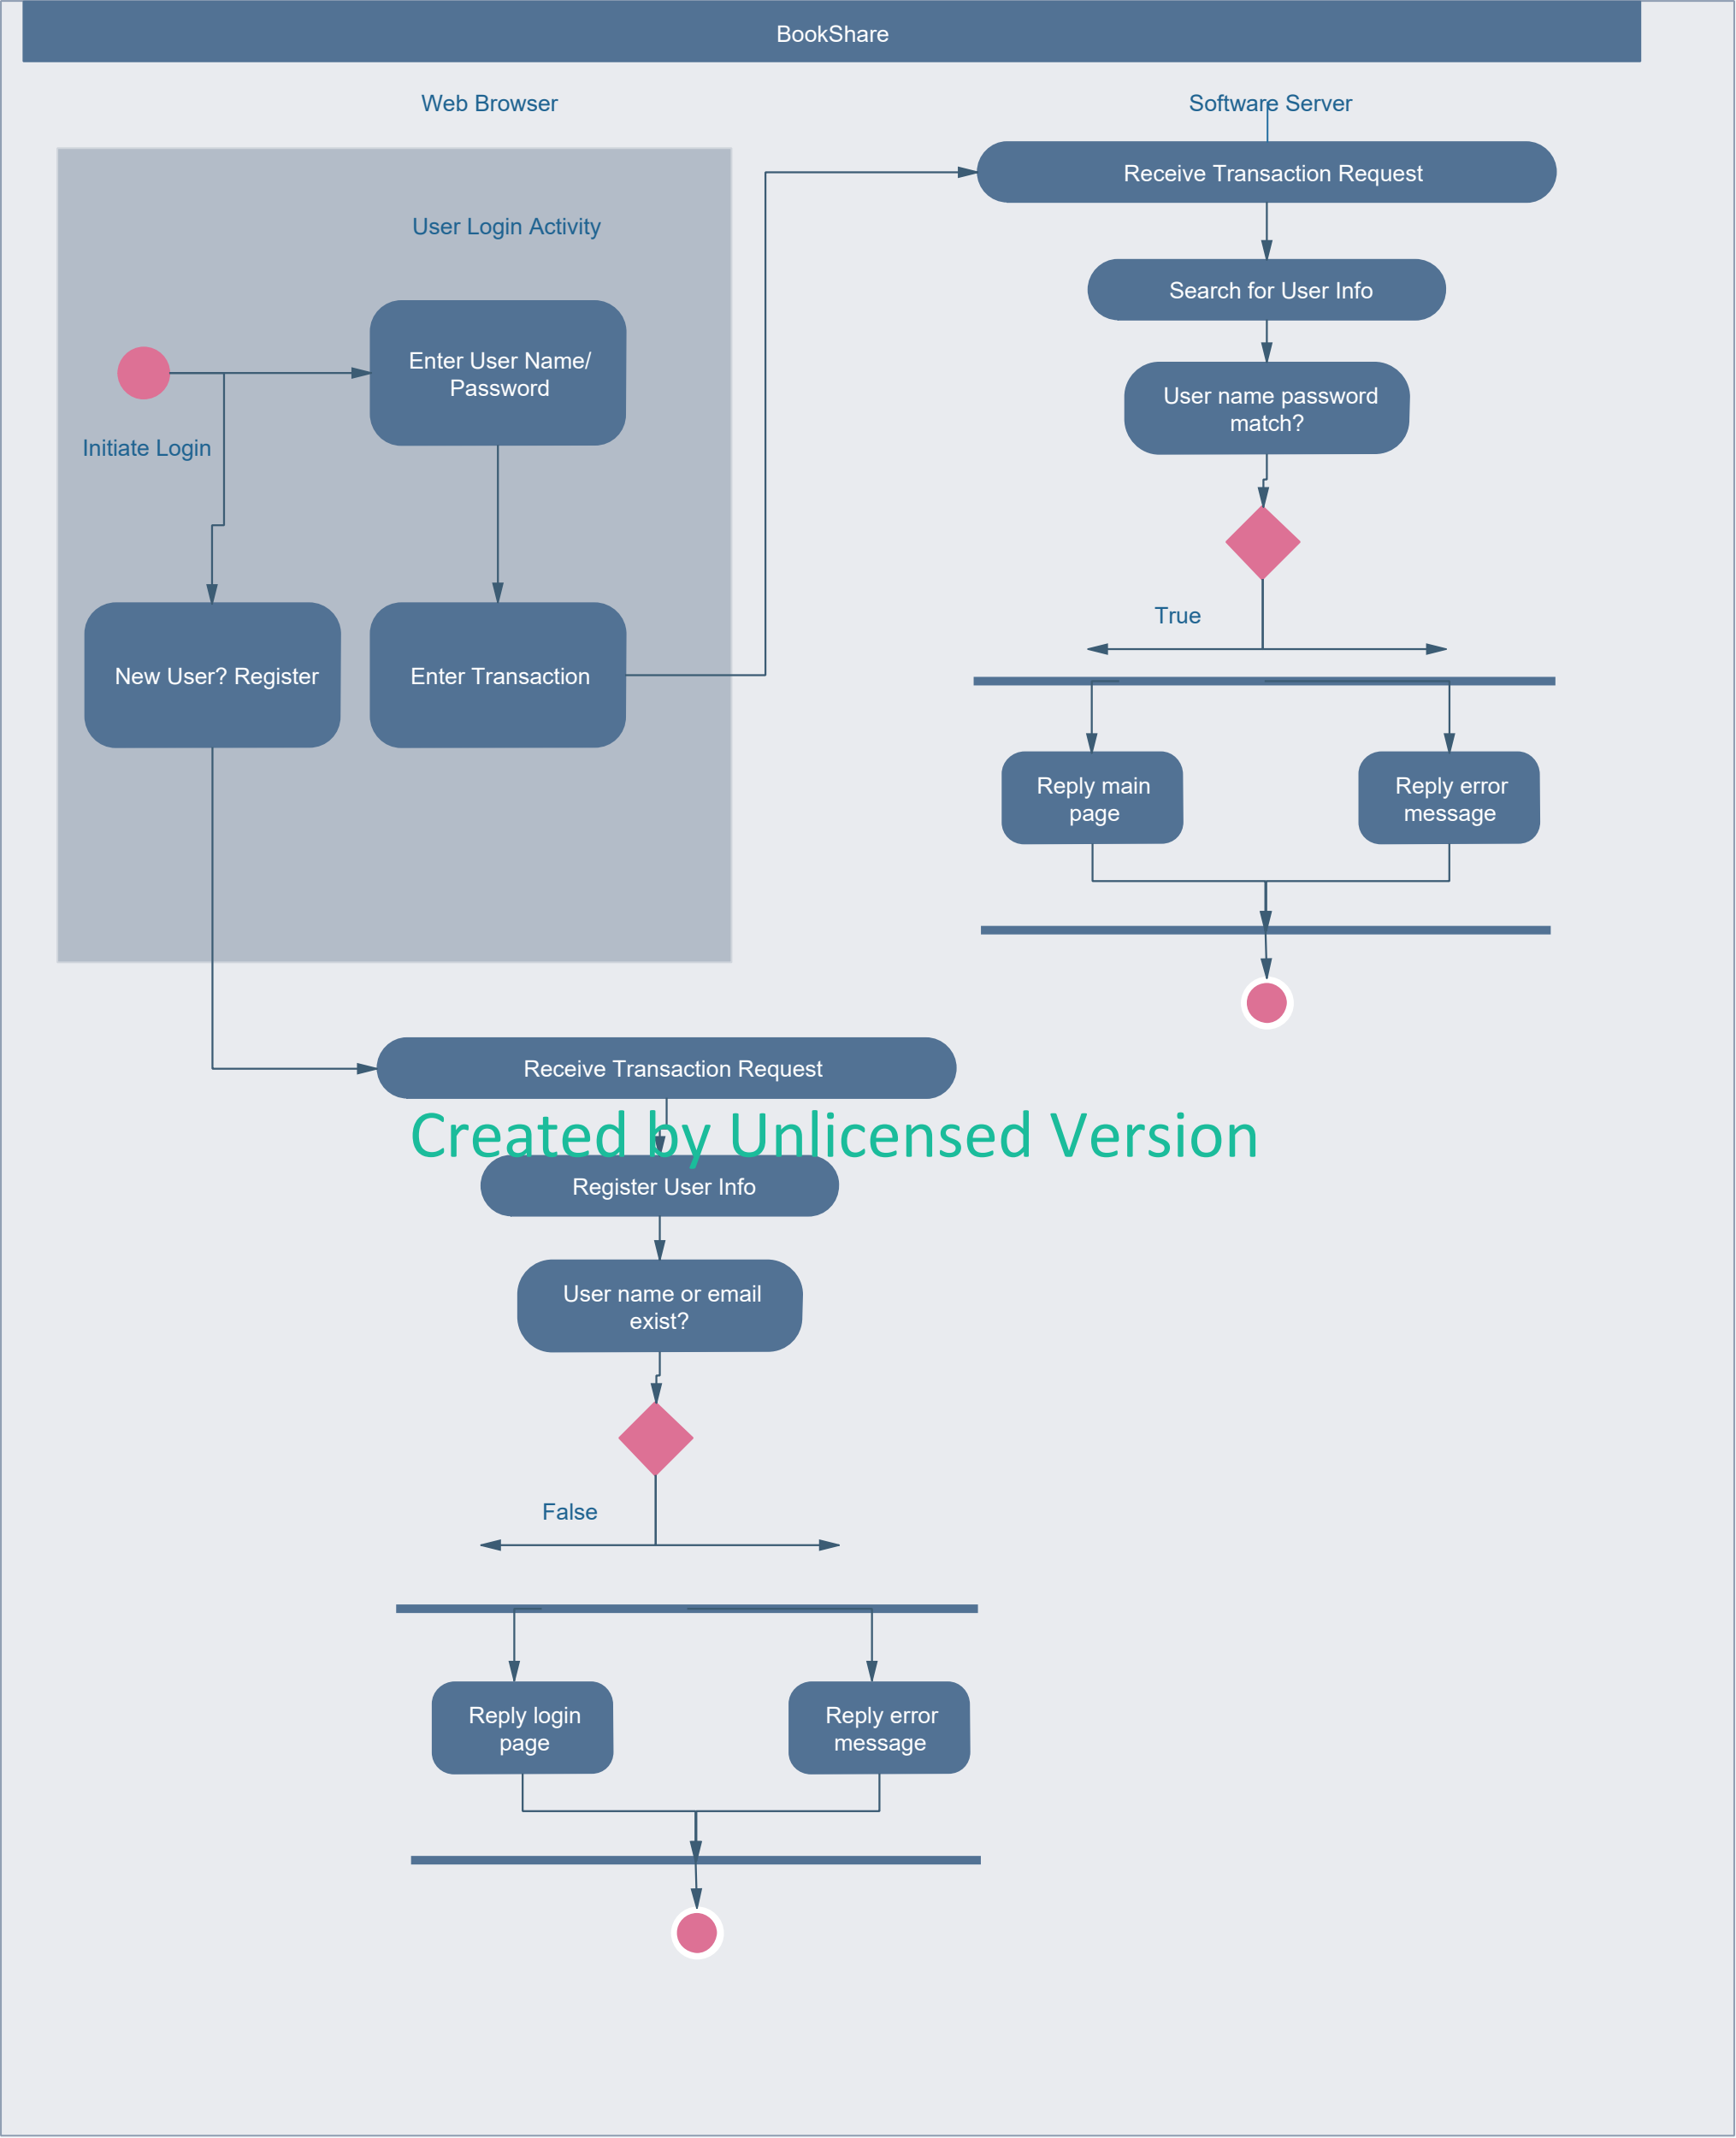 BookShare
Web Browser
Software Server
Receive Transaction Request
User Login Activity
Search for User Info
Enter User Name/
Password
Initiate Login
User name password
match?
True
New User? Register
Enter Transaction
Reply main
page
Reply error
message
Receive Transaction Request
Created by Unlicensed Version
Register User Info
User name or email
exist?
False
Reply login
page
Reply error
message